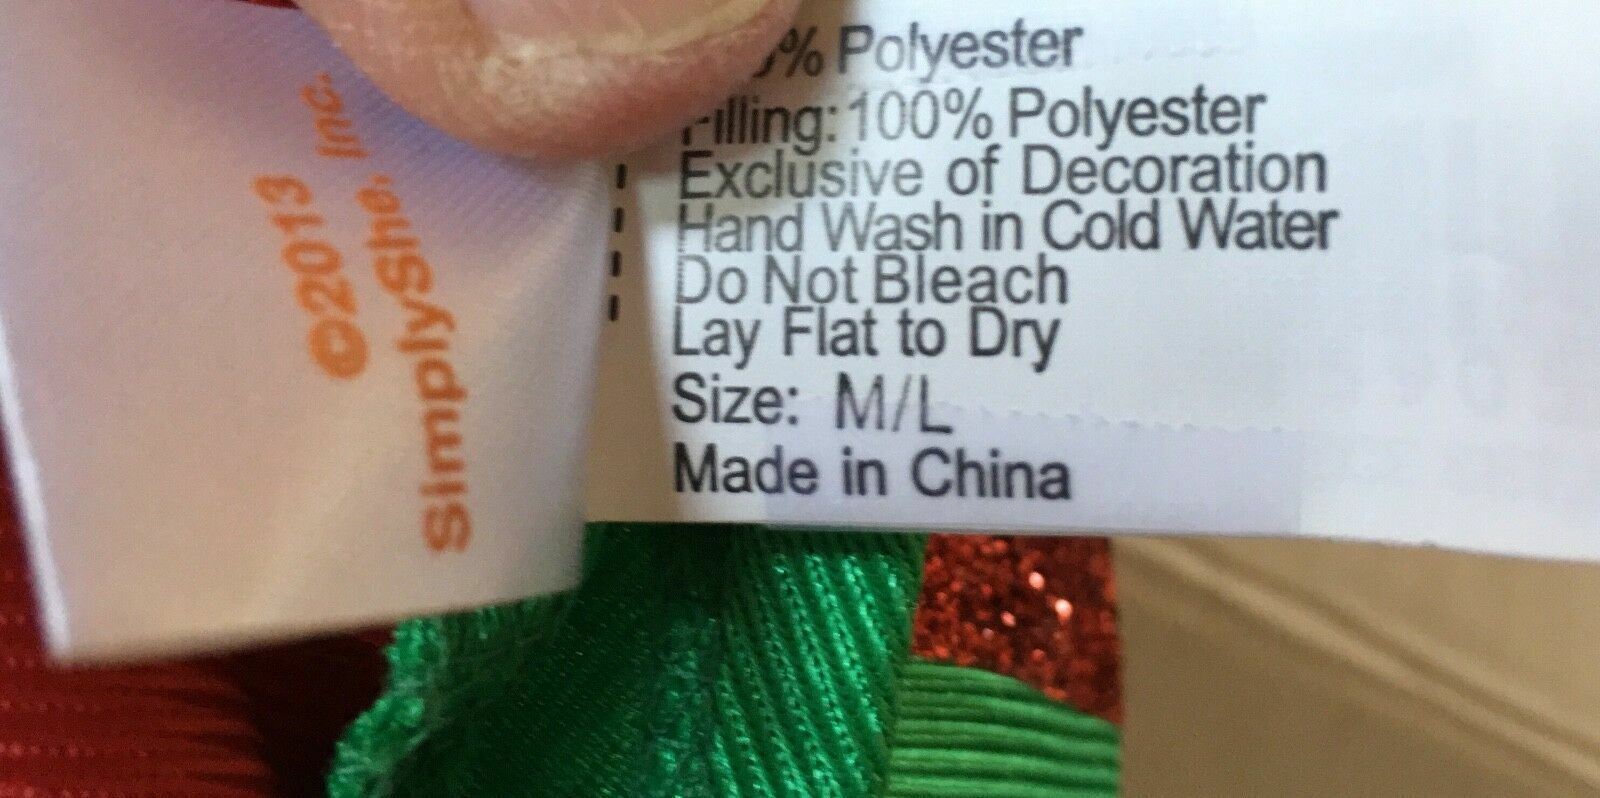 ©2013
SimplyShe, Inc.
% Polyester
Filling: 100% Polyester
Exclusive of Decoration
Hand Wash in Cold Water
Do Not Bleach
Lay Flat to Dry
Size: M/L
Made in China